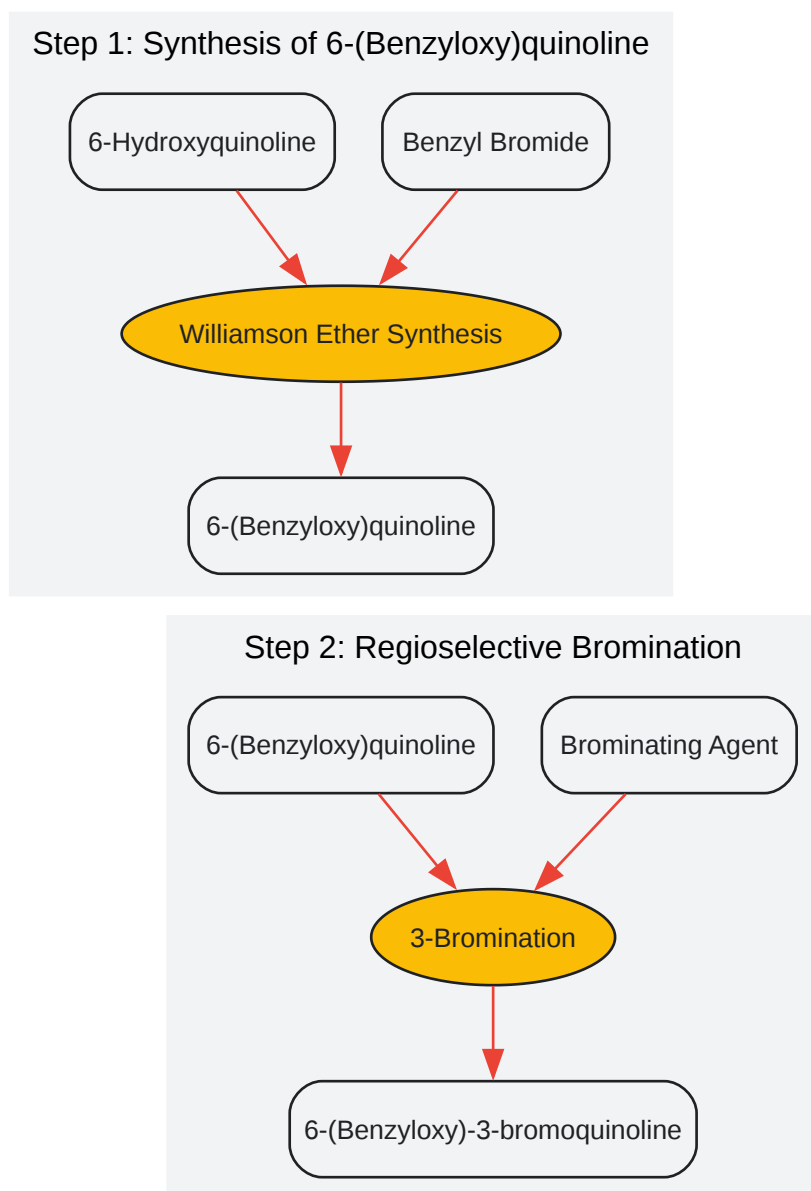 Step 1: Synthesis of 6-(Benzyloxy)quinoline
6-Hydroxyquinoline
Benzyl Bromide
Williamson Ether Synthesis
6-(Benzyloxy)quinoline
Step 2: Regioselective Bromination
6-(Benzyloxy)quinoline
Brominating Agent
3-Bromination
6-(Benzyloxy)-3-bromoquinoline